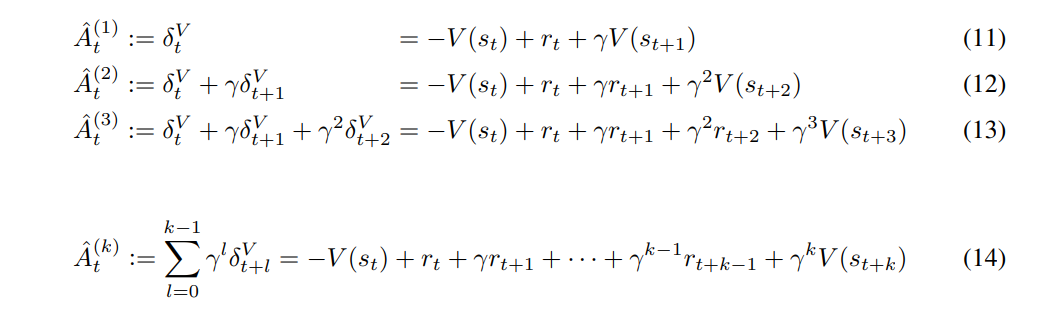 Â_t^{(1)} := δ_t^V = −V(s_t) + r_t + γV(s_{t+1}) (11)
Â_t^{(2)} := δ_t^V + γδ_{t+1}^V = −V(s_t) + r_t + γr_{t+1} + γ^2V(s_{t+2}) (12)
Â_t^{(3)} := δ_t^V + γδ_{t+1}^V + γ^2δ_{t+2}^V = −V(s_t) + r_t + γr_{t+1} + γ^2r_{t+2} + γ^3V(s_{t+3}) (13)
Â_t^{(k)} := ∑_{l=0}^{k−1} γ^lδ_{t+l}^V = −V(s_t) + r_t + γr_{t+1} + ··· + γ^{k−1}r_{t+k−1} + γ^kV(s_{t+k}) (14)